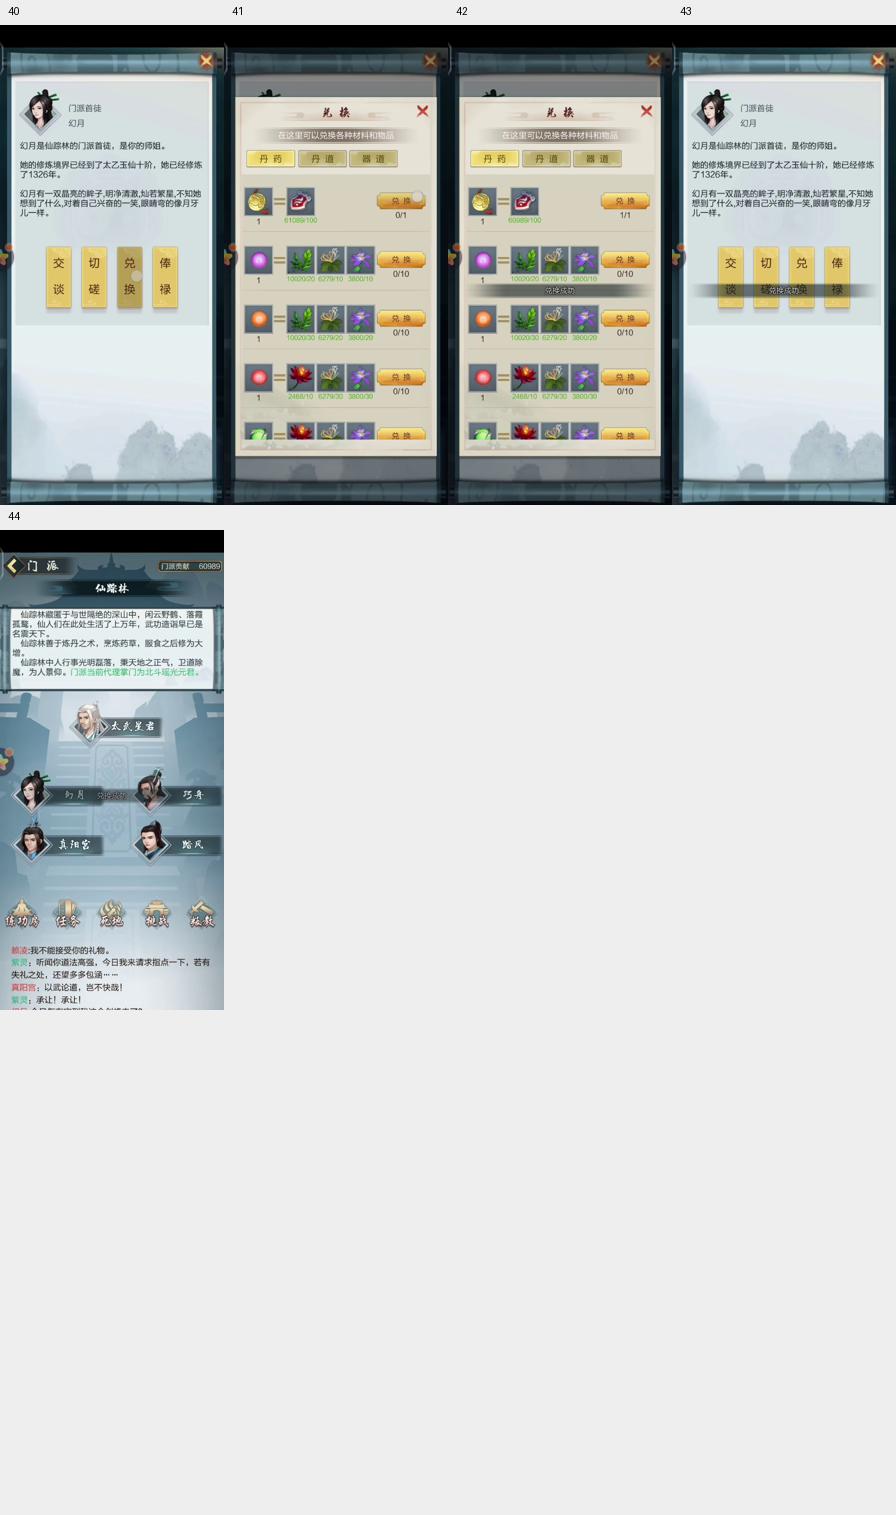 40
门派首徒
幻月
幻月是仙踪林的门派首徒，是你的师姐。
她的修炼境界已经到了太乙玉仙十阶，她已经修炼
了1326年。
幻月有一双晶亮的眸子,明净清澈,灿若繁星,不知她
想到了什么,对着自己兴奋的一笑,眼睛弯的像月牙
儿一样。
交谈 切磋 兑换 俸禄
41
兑换
在这里可以兑换各种材料和物品
丹药 丹道 器道
1 61089/100 兑换 0/1
1 10020/20 6279/10 3800/10 兑换 0/10
1 10020/30 6279/20 3800/20 兑换 0/10
1 2468/10 6279/30 3800/30 兑换 0/10
兑换
42
兑换
在这里可以兑换各种材料和物品
丹药 丹道 器道
1 60989/100 兑换 1/1
1 10020/20 6279/10 3800/10 兑换 0/10
兑换成功
1 10020/30 6279/20 3800/20 兑换 0/10
1 2468/10 6279/30 3800/30 兑换 0/10
兑换
43
门派首徒
幻月
幻月是仙踪林的门派首徒，是你的师姐。
她的修炼境界已经到了太乙玉仙十阶，她已经修炼
了1326年。
幻月有一双晶亮的眸子,明净清澈,灿若繁星,不知她
想到了什么,对着自己兴奋的一笑,眼睛弯的像月牙
儿一样。
交谈 切磋 兑换 俸禄
兑换成功
44
门派
门派贡献 60989
仙踪林
仙踪林藏匿于与世隔绝的深山中，闲云野鹤、落霞
孤鹜，仙人们在此处生活了上万年，武功造诣早已是
名震天下。
仙踪林善于炼丹之术，烹炼药草，服食之后修为大
增。
仙踪林中人行事光明磊落，秉天地之正气，卫道除
魔，为人景仰。门派当前代理掌门为北斗瑶光元君。
太武星君
幻月 兑换成功 巧舟
真阳宫 踏风
练功房 任务 死地 挑战 叛教
赖凌:我不能接受你的礼物。
紫灵：听闻你道法高强，今日我来请求指点一下，若有
失礼之处，还望多多包涵……
真阳宫：以武论道，岂不快哉！
紫灵：承让！承让！